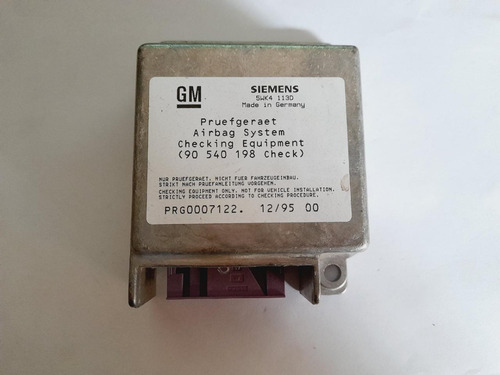 GM
SIEMENS
5WK4 113D
Made in Germany
Pruefgeraet
Airbag System
Checking Equipment
(90 540 198 Check)
NUR PRUEFGERAET, NICHT FUER FAHRZEUGEINBAU.
STRIKT NACH PRUEFANLEITUNG VORGEHEN.
CHECKING EQUIPMENT ONLY, NOT FOR VEHICLE INSTALLATION.
STRICTLY PROCEED ACCORDING TO CHECKING PROCEDURE.
PRG0007122. 12/95 00